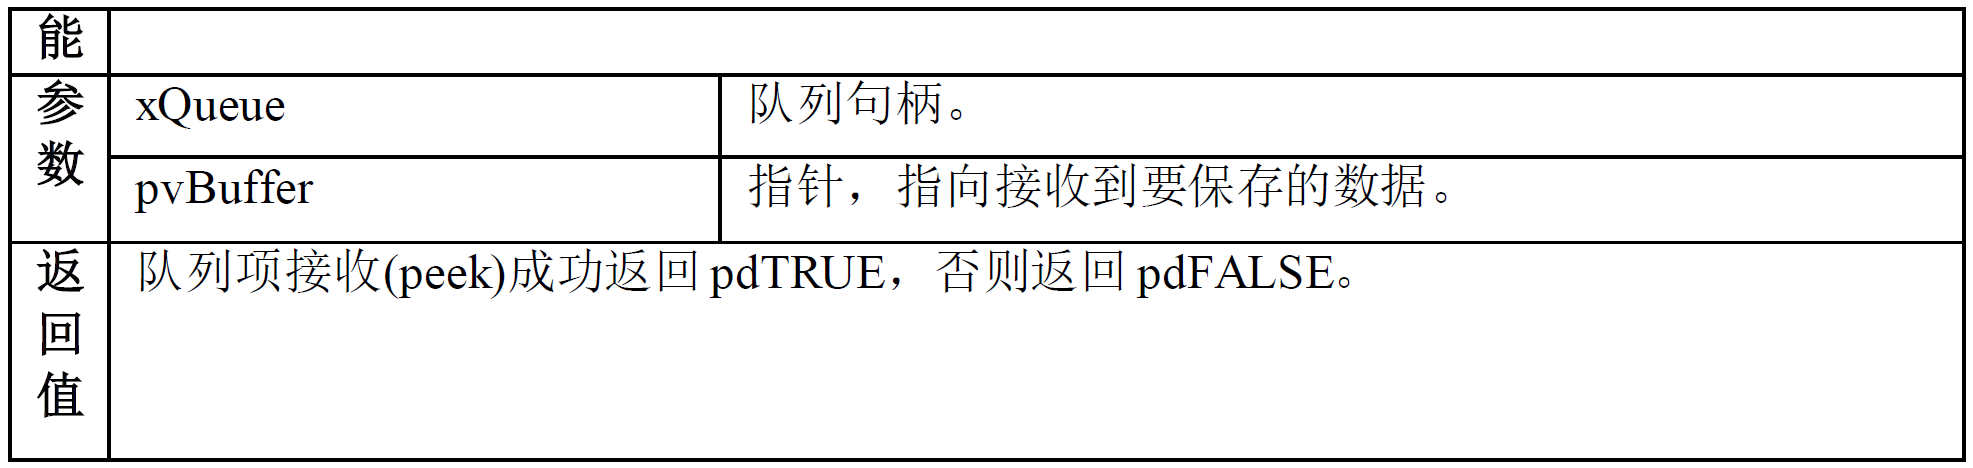 能
参数
xQueue 队列句柄。
pvBuffer 指针，指向接收到要保存的数据。
返回值
队列项接收(peek)成功返回 pdTRUE，否则返回 pdFALSE。